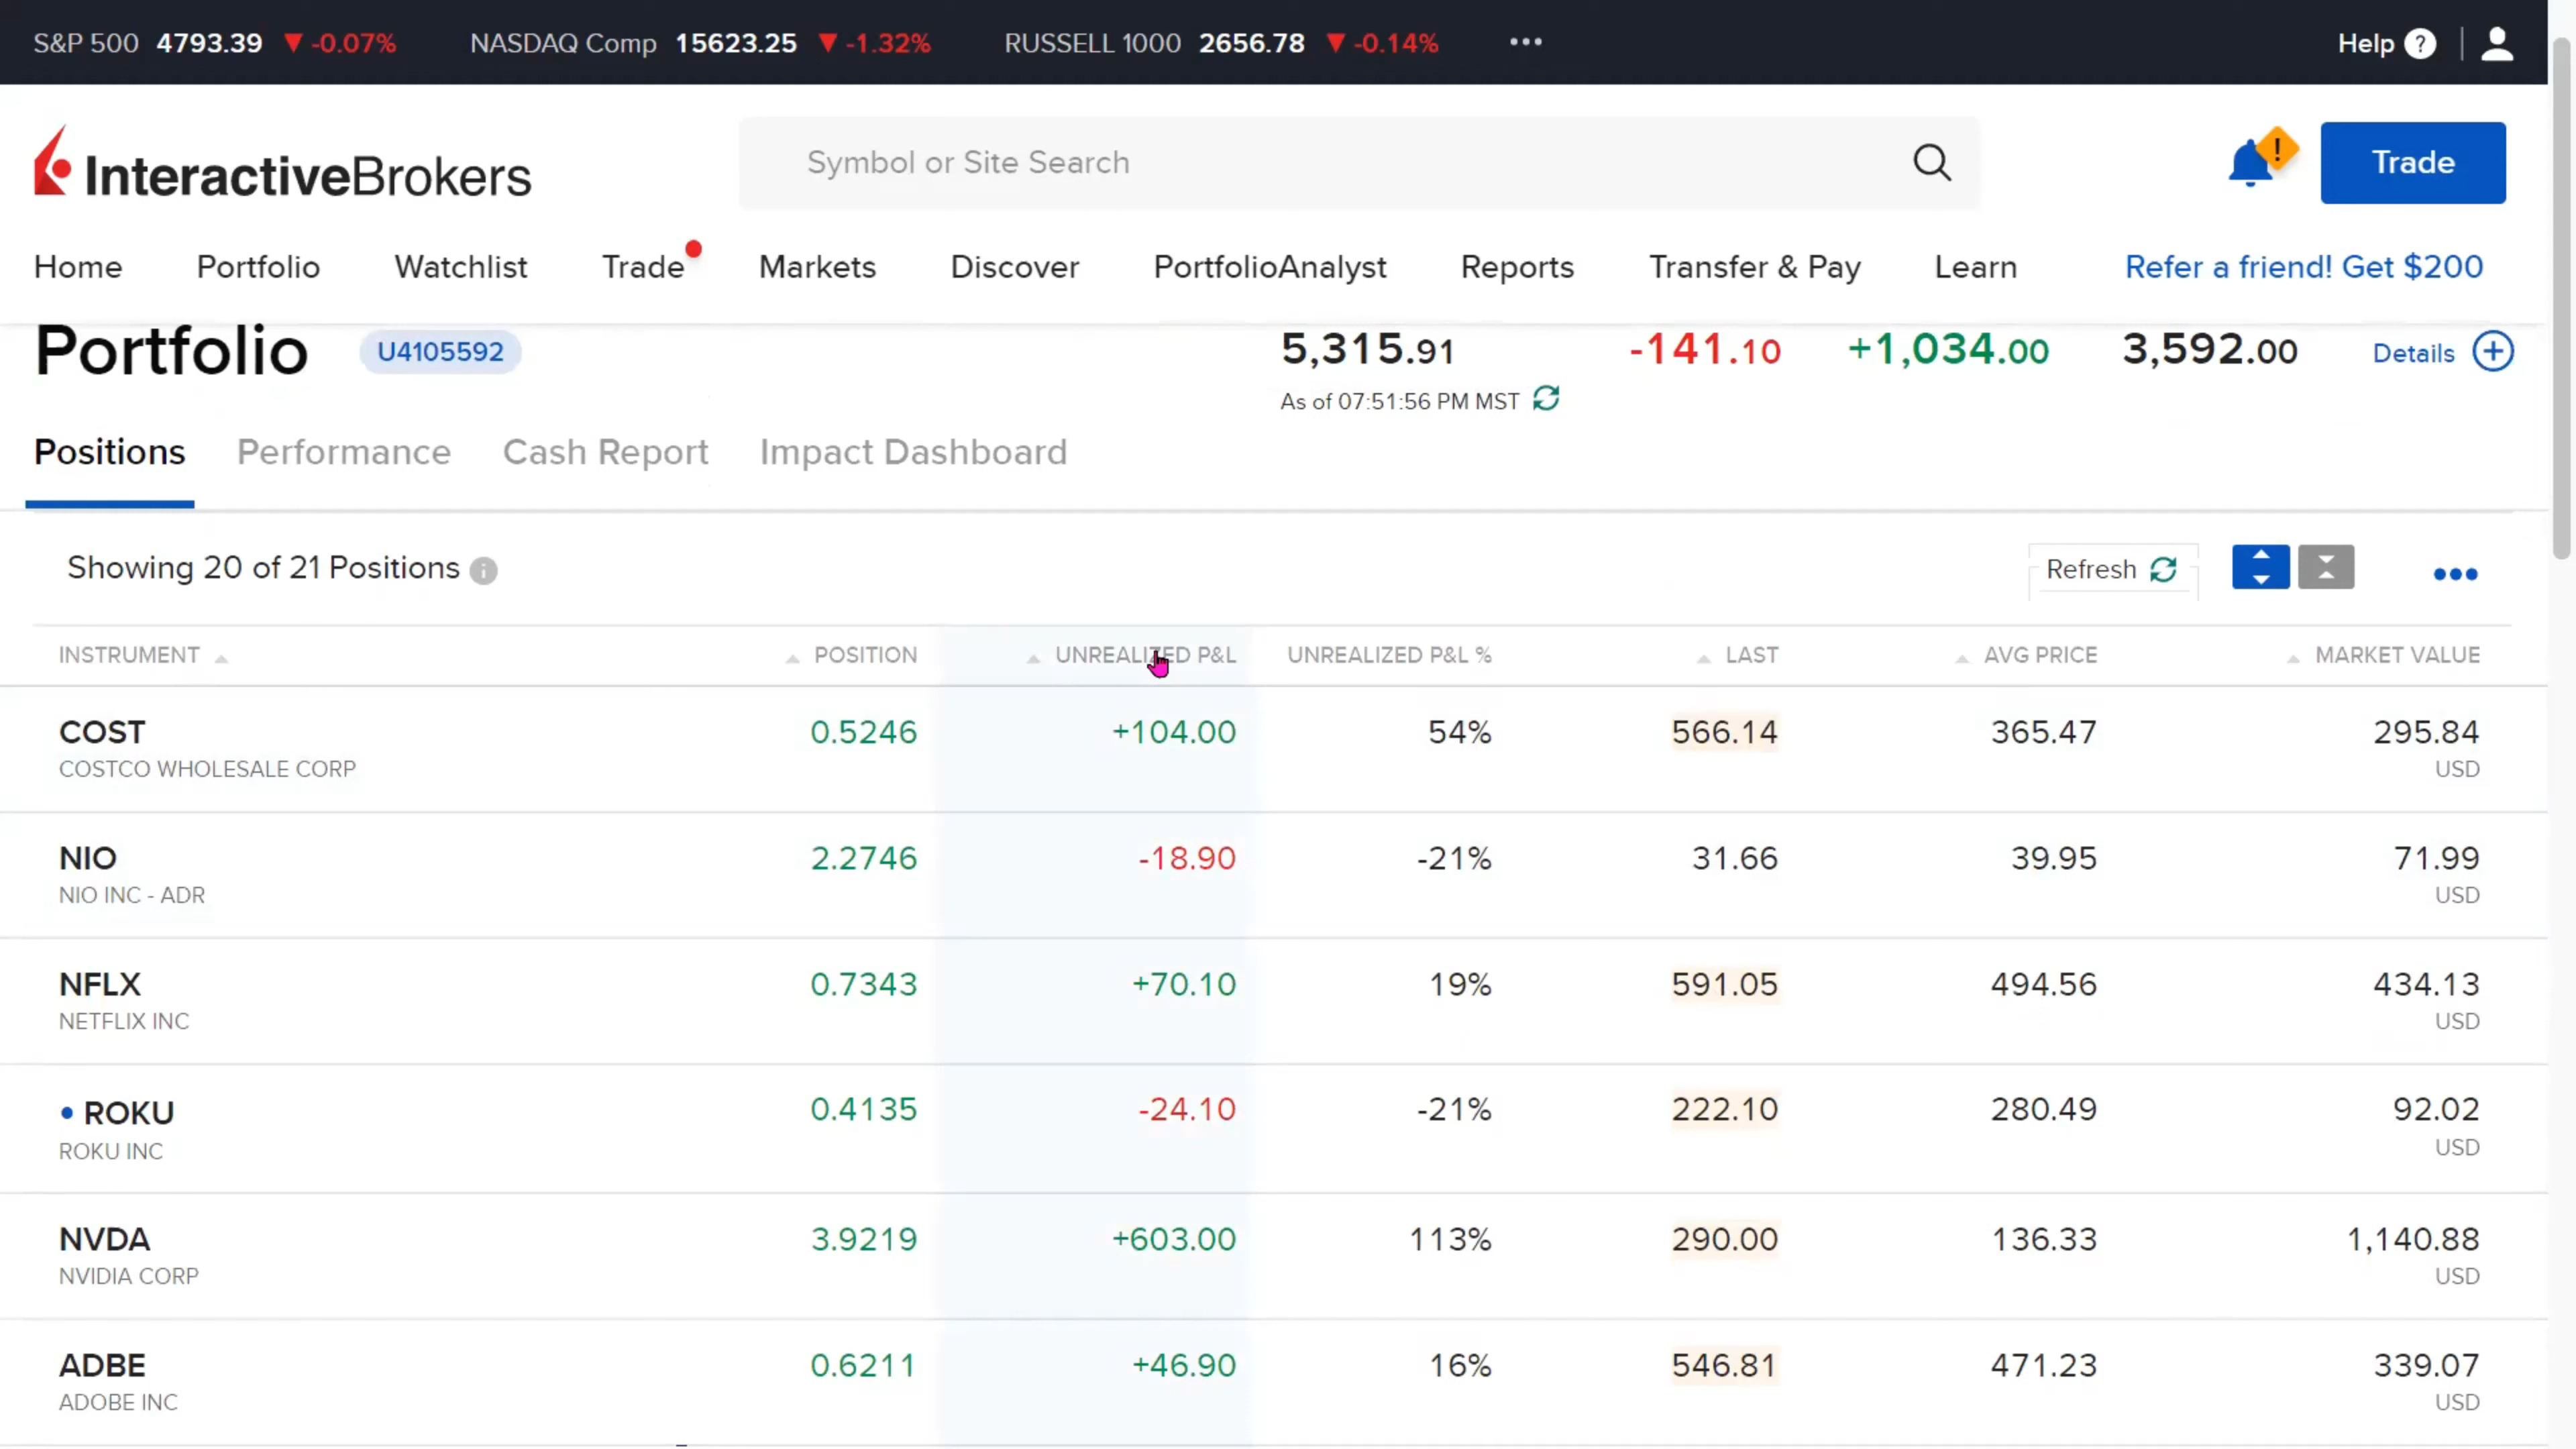 S&P 500 4793.39 ▼ -0.07% NASDAQ Comp 15623.25 ▼ -1.32% RUSSELL 1000 2656.78 ▼ -0.14% ••• Help ?
InteractiveBrokers Symbol or Site Search ! Trade
Home Portfolio Watchlist Trade Markets Discover PortfolioAnalyst Reports Transfer & Pay Learn Refer a friend! Get $200
Portfolio U4105592 5,315.91 -141.10 +1,034.00 3,592.00 Details
As of 07:51:56 PM MST
Positions Performance Cash Report Impact Dashboard
Showing 20 of 21 Positions i Refresh •••
INSTRUMENT POSITION UNREALIZED P&L UNREALIZED P&L % LAST AVG PRICE MARKET VALUE
COST 0.5246 +104.00 54% 566.14 365.47 295.84
COSTCO WHOLESALE CORP USD
NIO 2.2746 -18.90 -21% 31.66 39.95 71.99
NIO INC - ADR USD
NFLX 0.7343 +70.10 19% 591.05 494.56 434.13
NETFLIX INC USD
• ROKU 0.4135 -24.10 -21% 222.10 280.49 92.02
ROKU INC USD
NVDA 3.9219 +603.00 113% 290.00 136.33 1,140.88
NVIDIA CORP USD
ADBE 0.6211 +46.90 16% 546.81 471.23 339.07
ADOBE INC USD